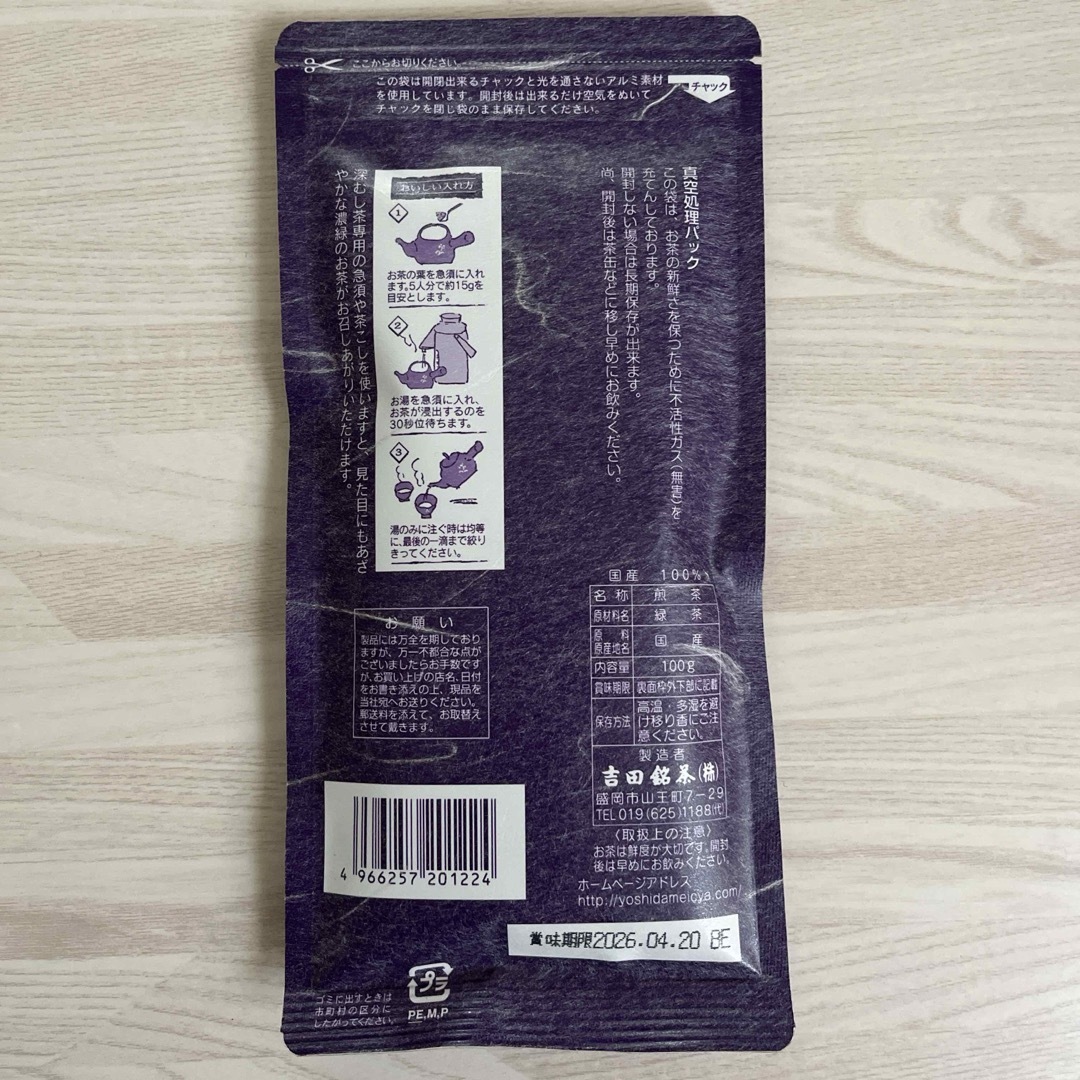 ここからお切りください。
この袋は開閉出来るチャックと光を通さないアルミ素材
を使用しています。開封後は出来るだけ空気をぬいて
チャックを閉じ袋のまま保存してください。
チャック
真空処理パック
この袋は、お茶の新鮮さを保つために不活性ガス(無害)を
充てんしております。
開封しない場合は長期保存が出来ます。
尚、開封後は茶缶などに移し早めにお飲みください。
おいしい入れ方
1
お茶の葉を急須に入れ
ます。5人分で約15gを
目安とします。
2
お湯を急須に入れ、
お茶が浸出するのを
30秒位待ちます。
3
湯のみに注ぐ時は均等
に、最後の一滴まで絞り
きってください。
深むし茶専用の急須や茶こしを使いますと、見た目にもあざ
やかな濃緑のお茶がお召しあがりいただけます。
お願い
製品には万全を期しており
ますが、万一不都合な点が
ございましたらお手数です
が、お買い上げの店名、日付
をお書き添えの上、現品を
当社宛へお送りください。
郵送料を添えて、お取替え
させて戴きます。
国産 100%
名称 煎茶
原材料名 緑茶
原料原産地名 国産
内容量 100g
賞味期限 裏面枠外下部に記載
保存方法 高温・多湿を避
け移り香にご注
意ください。
製造者
吉田銘茶(株)
盛岡市山王町7-29
TEL 019(625)1188(代)
〈取扱上の注意〉
お茶は鮮度が大切です。開封
後は早めにお飲みください。
ホームページアドレス
http://yoshidameicya.com/
4 966257 201224
賞味期限2026.04.20 BE
プラ
PE,M,P
ゴミに出すときは
市町村の区分に
したがってください。